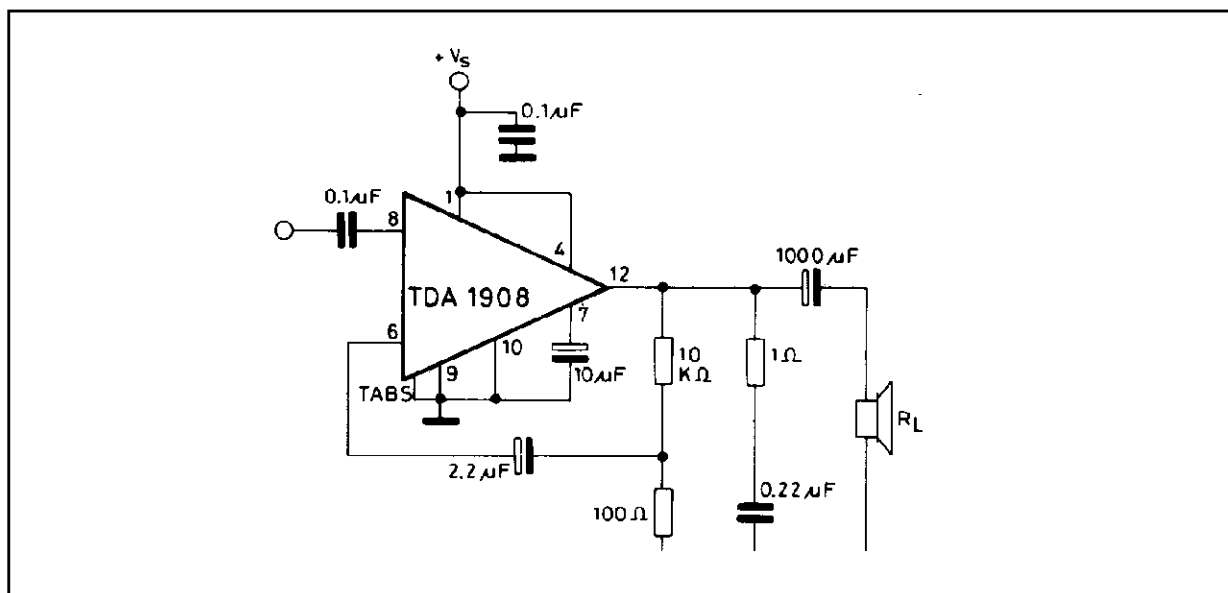 + Vs
0.1µF
0.1µF
1
8
4
12
1000µF
TDA 1908
7
6
10
9
10µF
10
KΩ
1Ω
TABS
RL
2.2µF
0.22µF
100Ω